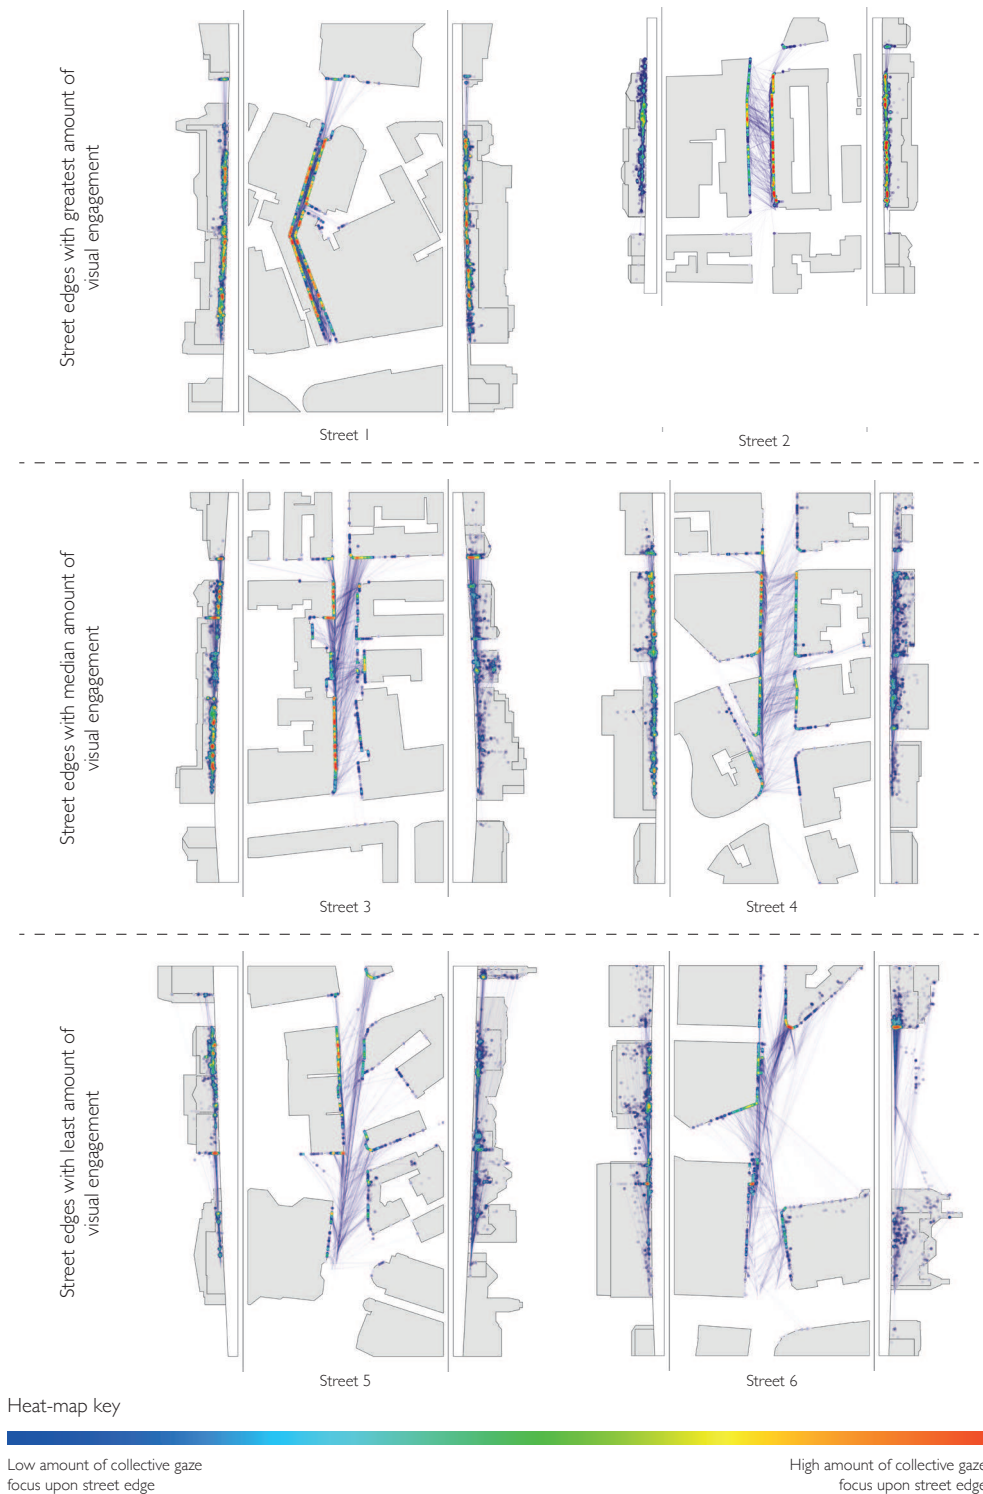 Street edges with greatest amount of
visual engagement
Street 1
Street 2
Street edges with median amount of
visual engagement
Street 3
Street 4
Street edges with least amount of
visual engagement
Street 5
Street 6
Heat-map key
Low amount of collective gaze
focus upon street edge
High amount of collective gaze
focus upon street edge